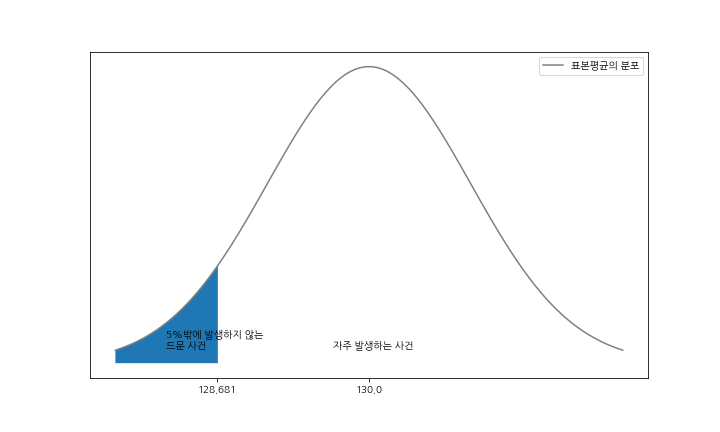 표본평균의 분포
5%밖에 발생하지 않는
드문 사건
자주 발생하는 사건
128,681
130,0